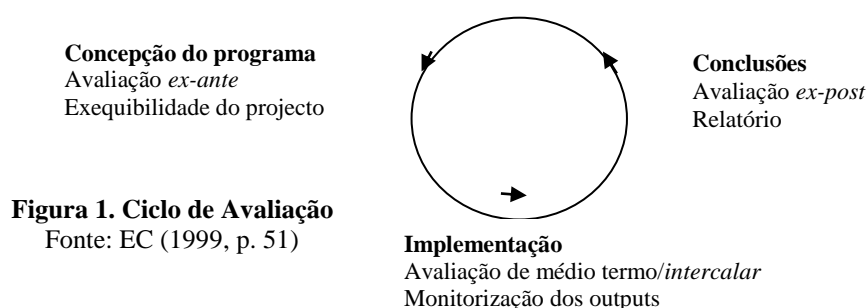 Concepção do programa
Avaliação ex-ante
Exequibilidade do projecto
Conclusões
Avaliação ex-post
Relatório
Figura 1. Ciclo de Avaliação
Fonte: EC (1999, p. 51)
Implementação
Avaliação de médio termo/intercalar
Monitorização dos outputs